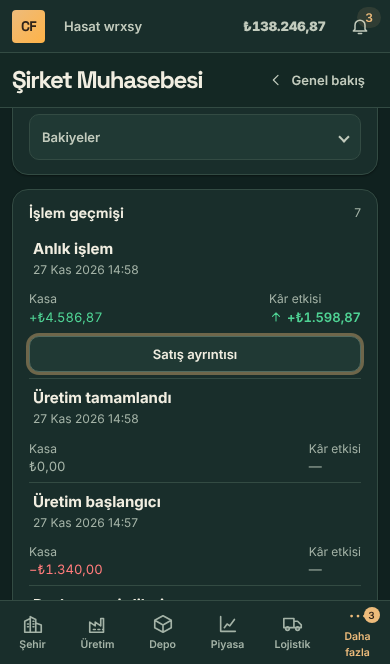 CF
Hasat wrxsy
₺138.246,87
3
Şirket Muhasebesi
Genel bakış
Bakiyeler
İşlem geçmişi
7
Anlık işlem
27 Kas 2026 14:58
Kasa
Kâr etkisi
+₺4.586,87
↑ +₺1.598,87
Satış ayrıntısı
Üretim tamamlandı
27 Kas 2026 14:58
Kasa
Kâr etkisi
₺0,00
—
Üretim başlangıcı
27 Kas 2026 14:57
Kasa
Kâr etkisi
−₺1.340,00
—
Şehir
Üretim
Depo
Piyasa
Lojistik
3
Daha
fazla